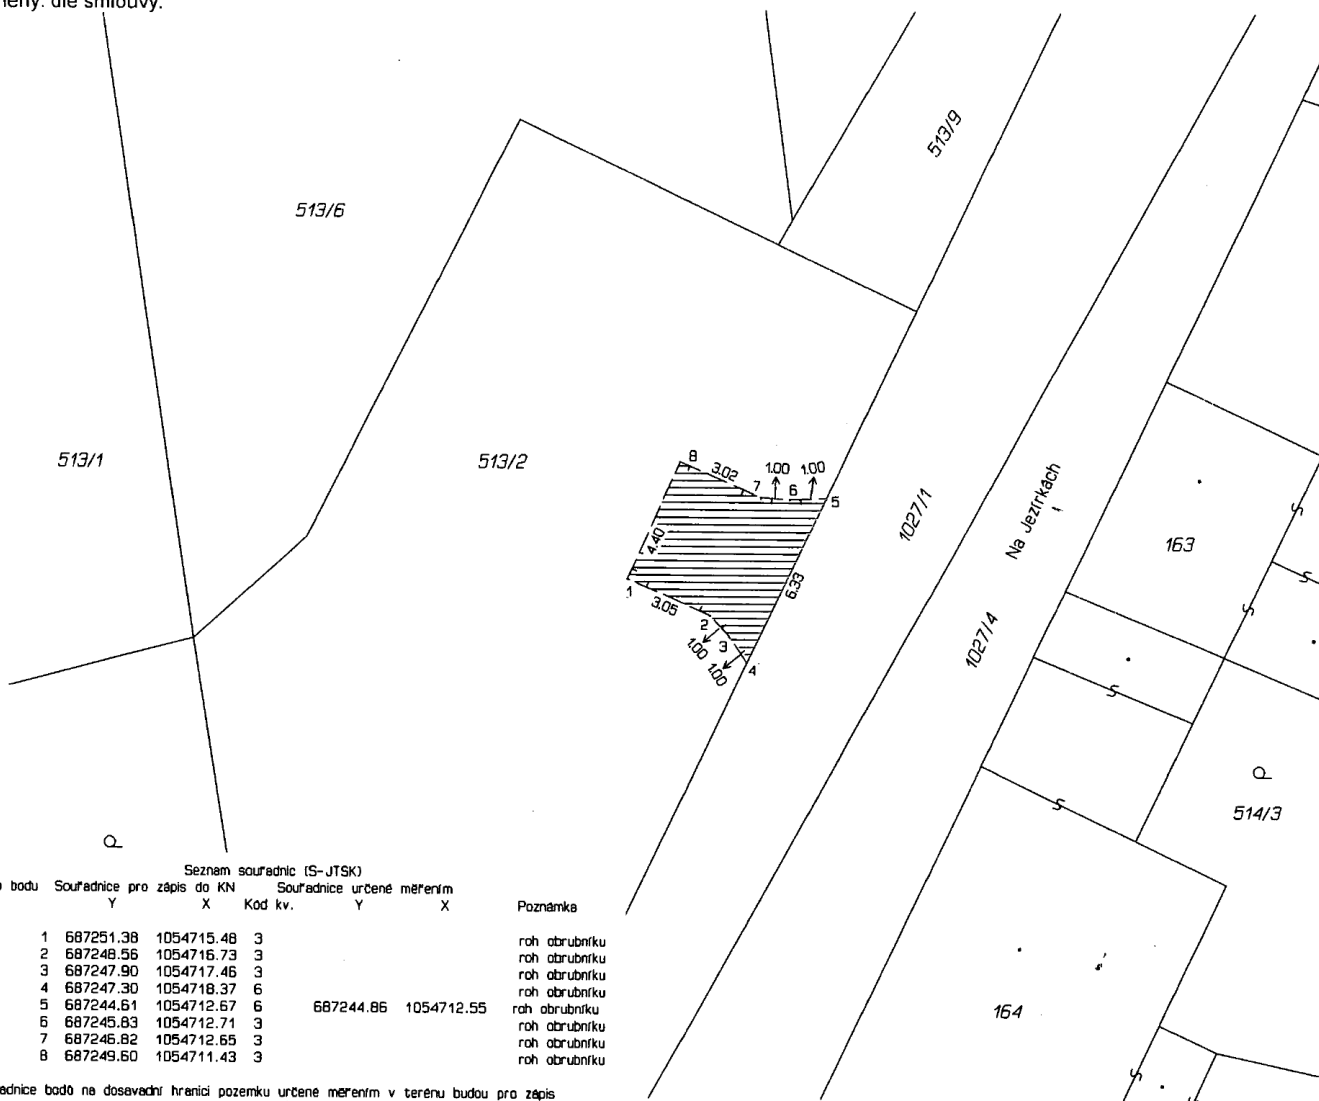 dle smlouvy.
513/9
513/6
513/1
513/2
8
3.02
7
1.00
1.00
6
5
4.40
6.33
1
3.05
2
1.00
3
1.00
4
1027/1
Na Jezírkách
1027/4
163
514/3
164
Seznam souřadnic (S-JTSK)
bodu Souřadnice pro zápis do KN Souřadnice určené měřením
Y X Kód kv. Y X Poznámka
1 687251.38 1054715.48 3 roh obrubníku
2 687248.56 1054716.73 3 roh obrubníku
3 687247.90 1054717.46 3 roh obrubníku
4 687247.30 1054718.37 6 roh obrubníku
5 687244.61 1054712.67 6 687244.86 1054712.55 roh obrubníku
6 687245.83 1054712.71 3 roh obrubníku
7 687246.82 1054712.65 3 roh obrubníku
8 687249.60 1054711.43 3 roh obrubníku
bodů na dosavadní hranici pozemku určené měřením v terénu budou pro zápis